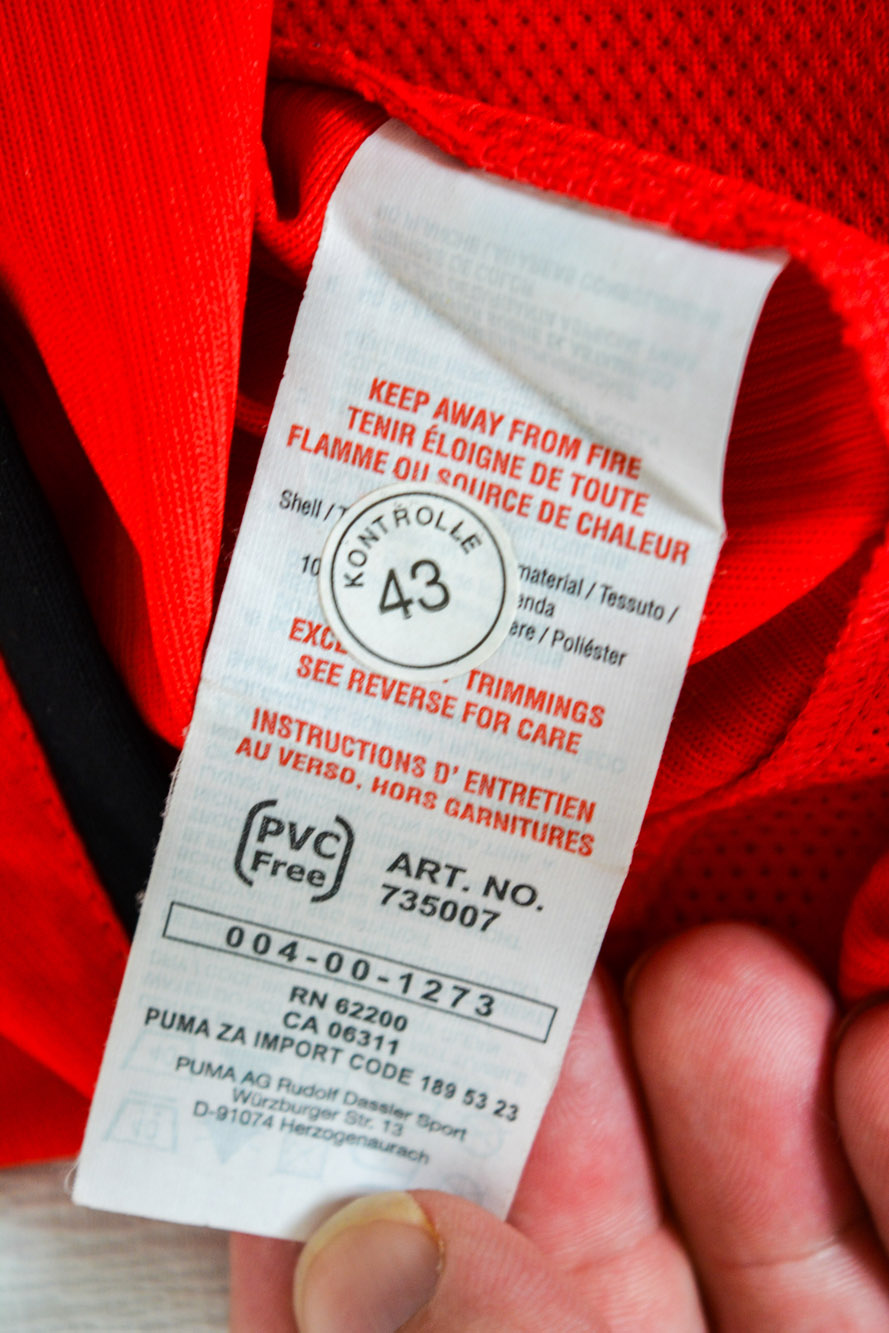 KEEP AWAY FROM FIRE
TENIR ÉLOIGNE DE TOUTE
FLAMME OU SOURCE DE CHALEUR
Shell / material / Tessuto /
KONTROLLE
43
10
EXC TRIMMINGS
SEE REVERSE FOR CARE
INSTRUCTIONS D' ENTRETIEN
AU VERSO. HORS GARNITURES
PVC
Free
ART. NO.
735007
004-00-1273
RN 62200
CA 06311
PUMA ZA IMPORT CODE 189 53 23
PUMA AG Rudolf Dassler Sport
Würzburger Str. 13
D-91074 Herzogenaurach
/ Poliéster